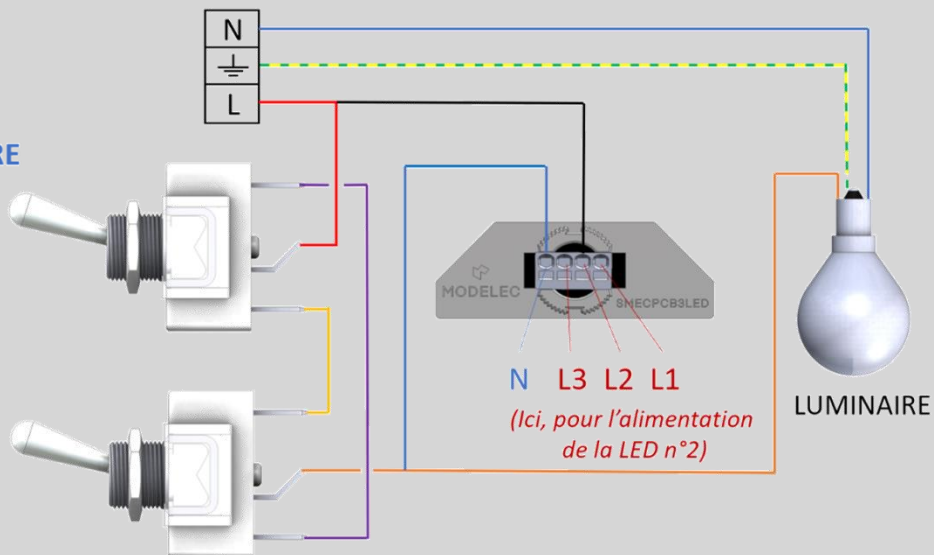 N
L
RE
MODELEC
SMECPCB3LED
N L3 L2 L1
(Ici, pour l’alimentation
de la LED n°2)
LUMINAIRE